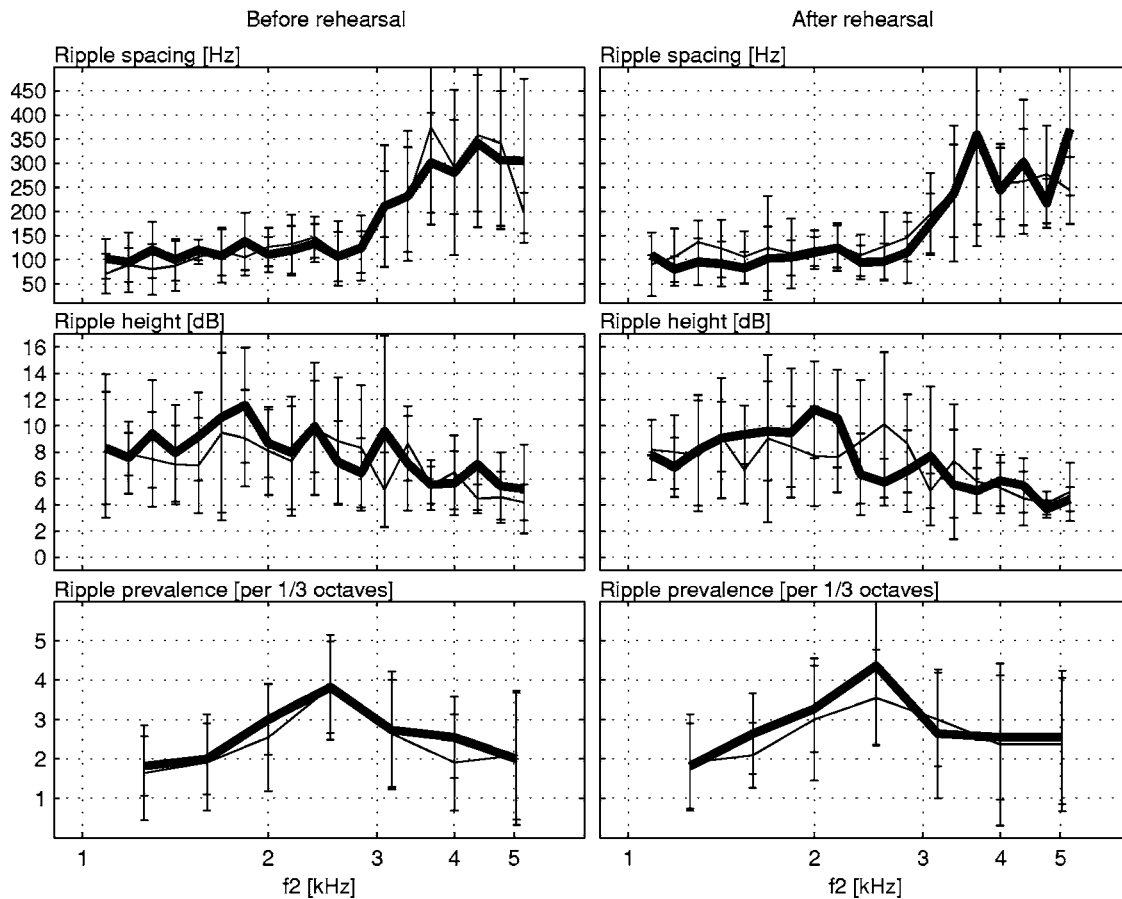 Before rehearsal
After rehearsal
Ripple spacing [Hz]
Ripple spacing [Hz]
450
400
350
300
250
200
150
100
50
Ripple height [dB]
Ripple height [dB]
16
14
12
10
8
6
4
2
0
Ripple prevalence [per 1/3 octaves]
Ripple prevalence [per 1/3 octaves]
5
4
3
2
1
1 2 3 4 5
1 2 3 4 5
f2 [kHz]
f2 [kHz]